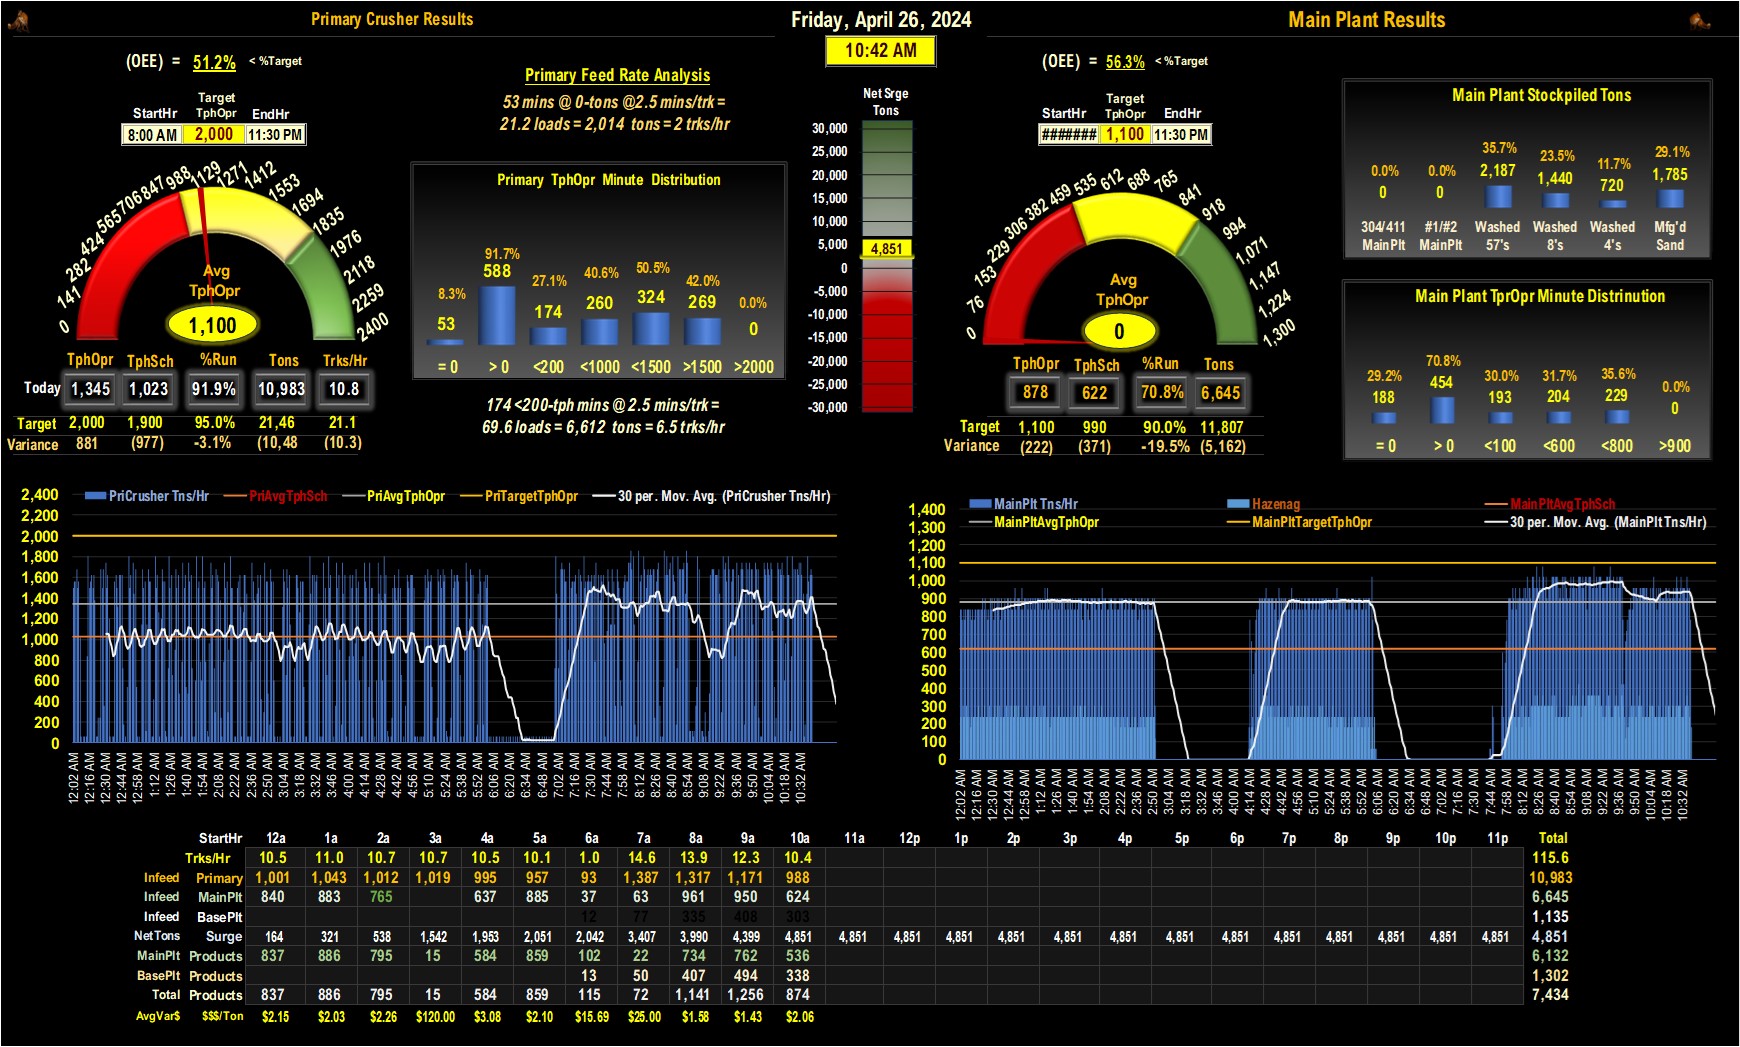 Primary Crusher Results
Friday, April 26, 2024
Main Plant Results
10:42 AM
(OEE) = 51.2% < %Target
StartHr Target TphOpr EndHr
8:00 AM 2,000 11:30 PM
0 141 282 424 565 706 847 988 1129 1271 1412 1553 1694 1835 1976 2118 2259 2400
Avg
TphOpr
1,100
TphOpr TphSch %Run Tons Trks/Hr
Today 1,345 1,023 91.9% 10,983 10.8
Target 2,000 1,900 95.0% 21,46 21.1
Variance 881 (977) -3.1% (10,48 (10.3)
Primary Feed Rate Analysis
53 mins @ 0-tons @2.5 mins/trk =
21.2 loads = 2,014 tons = 2 trks/hr
Primary TphOpr Minute Distribution
8.3% 91.7% 27.1% 40.6% 50.5% 42.0% 0.0%
53 588 174 260 324 269 0
= 0 > 0 <200 <1000 <1500 >1500 >2000
174 <200-tph mins @ 2.5 mins/trk =
69.6 loads = 6,612 tons = 6.5 trks/hr
Net Srge
Tons
30,000
25,000
20,000
15,000
10,000
5,000
4,851
0
-5,000
-10,000
-15,000
-20,000
-25,000
-30,000
(OEE) = 56.3% < %Target
StartHr Target TphOpr EndHr
####### 1,100 11:30 PM
0 76 153 229 306 382 459 535 612 688 765 841 918 994 1,071 1,147 1,224 1,300
Avg
TphOpr
0
TphOpr TphSch %Run Tons
878 622 70.8% 6,645
Target 1,100 990 90.0% 11,807
Variance (222) (371) -19.5% (5,162)
Main Plant Stockpiled Tons
0.0% 0.0% 35.7% 23.5% 11.7% 29.1%
0 0 2,187 1,440 720 1,785
304/411 #1/#2 Washed Washed Washed Mfg'd
MainPlt MainPlt 57's 8's 4's Sand
Main Plant TprOpr Minute Distrinution
29.2% 70.8% 30.0% 31.7% 35.6% 0.0%
188 454 193 204 229 0
= 0 > 0 <100 <600 <800 >900
PriCrusher Tns/Hr PriAvgTphSch PriAvgTphOpr PriTargetTphOpr 30 per. Mov. Avg. (PriCrusher Tns/Hr)
2,400
2,200
2,000
1,800
1,600
1,400
1,200
1,000
800
600
400
200
0
12:02 AM 12:16 AM 12:30 AM 12:44 AM 12:58 AM 1:12 AM 1:26 AM 1:40 AM 1:54 AM 2:08 AM 2:22 AM 2:36 AM 2:50 AM 3:04 AM 3:18 AM 3:32 AM 3:46 AM 4:00 AM 4:14 AM 4:28 AM 4:42 AM 4:56 AM 5:10 AM 5:24 AM 5:38 AM 5:52 AM 6:06 AM 6:20 AM 6:34 AM 6:48 AM 7:02 AM 7:16 AM 7:30 AM 7:44 AM 7:58 AM 8:12 AM 8:26 AM 8:40 AM 8:54 AM 9:08 AM 9:22 AM 9:36 AM 9:50 AM 10:04 AM 10:18 AM 10:32 AM
MainPlt Tns/Hr Hazenag MainPltAvgTphSch
MainPltAvgTphOpr MainPltTargetTphOpr 30 per. Mov. Avg. (MainPlt Tns/Hr)
1,400
1,300
1,200
1,100
1,000
900
800
700
600
500
400
300
200
100
0
12:02 AM 12:16 AM 12:30 AM 12:44 AM 12:58 AM 1:12 AM 1:26 AM 1:40 AM 1:54 AM 2:08 AM 2:22 AM 2:36 AM 2:50 AM 3:04 AM 3:18 AM 3:32 AM 3:46 AM 4:00 AM 4:14 AM 4:28 AM 4:42 AM 4:56 AM 5:10 AM 5:24 AM 5:38 AM 5:52 AM 6:06 AM 6:20 AM 6:34 AM 6:48 AM 7:02 AM 7:16 AM 7:30 AM 7:44 AM 7:58 AM 8:12 AM 8:26 AM 8:40 AM 8:54 AM 9:08 AM 9:22 AM 9:36 AM 9:50 AM 10:04 AM 10:18 AM 10:32 AM
StartHr 12a 1a 2a 3a 4a 5a 6a 7a 8a 9a 10a 11a 12p 1p 2p 3p 4p 5p 6p 7p 8p 9p 10p 11p Total
Trks/Hr 10.5 11.0 10.7 10.7 10.5 10.1 1.0 14.6 13.9 12.3 10.4 115.6
Infeed Primary 1,001 1,043 1,012 1,019 995 957 93 1,387 1,317 1,171 988 10,983
Infeed MainPlt 840 883 765 637 885 37 63 961 950 624 6,645
Infeed BasePlt 12 77 335 408 303 1,135
NetTons Surge 164 321 538 1,542 1,953 2,051 2,042 3,407 3,990 4,399 4,851 4,851 4,851 4,851 4,851 4,851 4,851 4,851 4,851 4,851 4,851 4,851 4,851 4,851 4,851
MainPlt Products 837 886 795 15 584 859 102 22 734 762 536 6,132
BasePlt Products 13 50 407 494 338 1,302
Total Products 837 886 795 15 584 859 115 72 1,141 1,256 874 7,434
AvgVar$ $$$/Ton $2.15 $2.03 $2.26 $120.00 $3.08 $2.10 $15.69 $25.00 $1.58 $1.43 $2.06